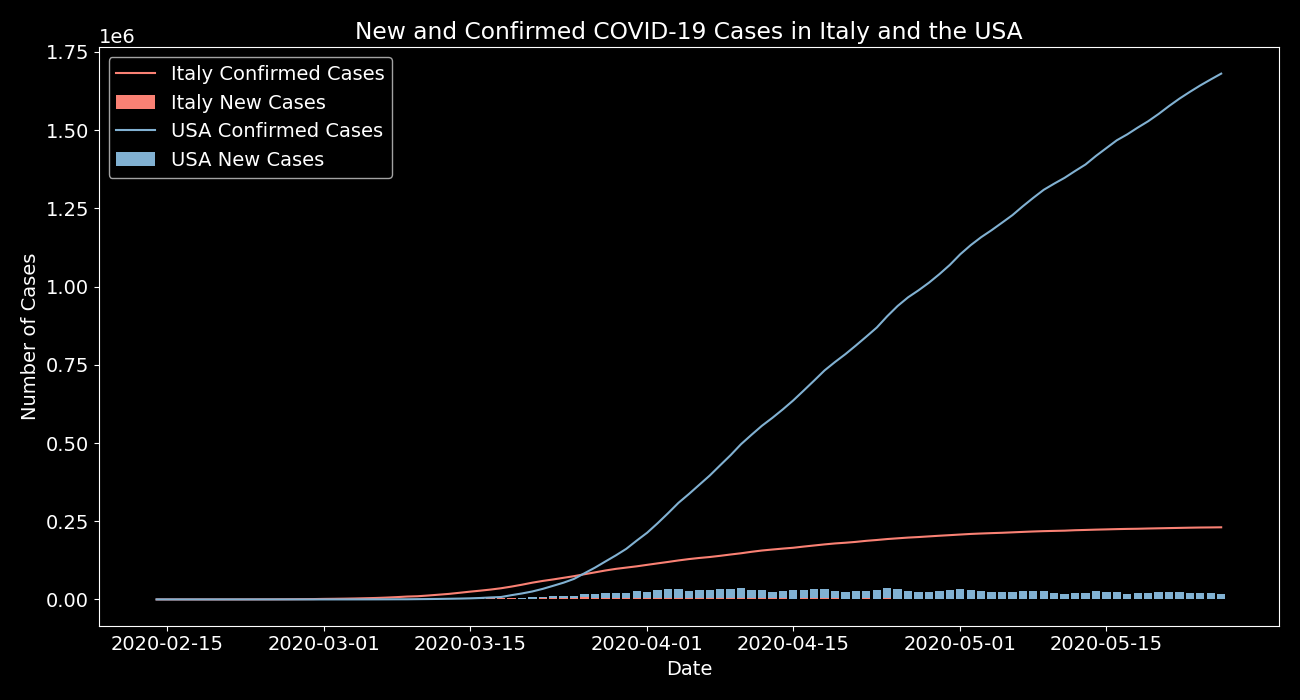 New and Confirmed COVID-19 Cases in Italy and the USA
1e6
1.75
1.50
1.25
1.00
0.75
0.50
0.25
0.00
Number of Cases
Italy Confirmed Cases
Italy New Cases
USA Confirmed Cases
USA New Cases
2020-02-15 2020-03-01 2020-03-15 2020-04-01 2020-04-15 2020-05-01 2020-05-15
Date